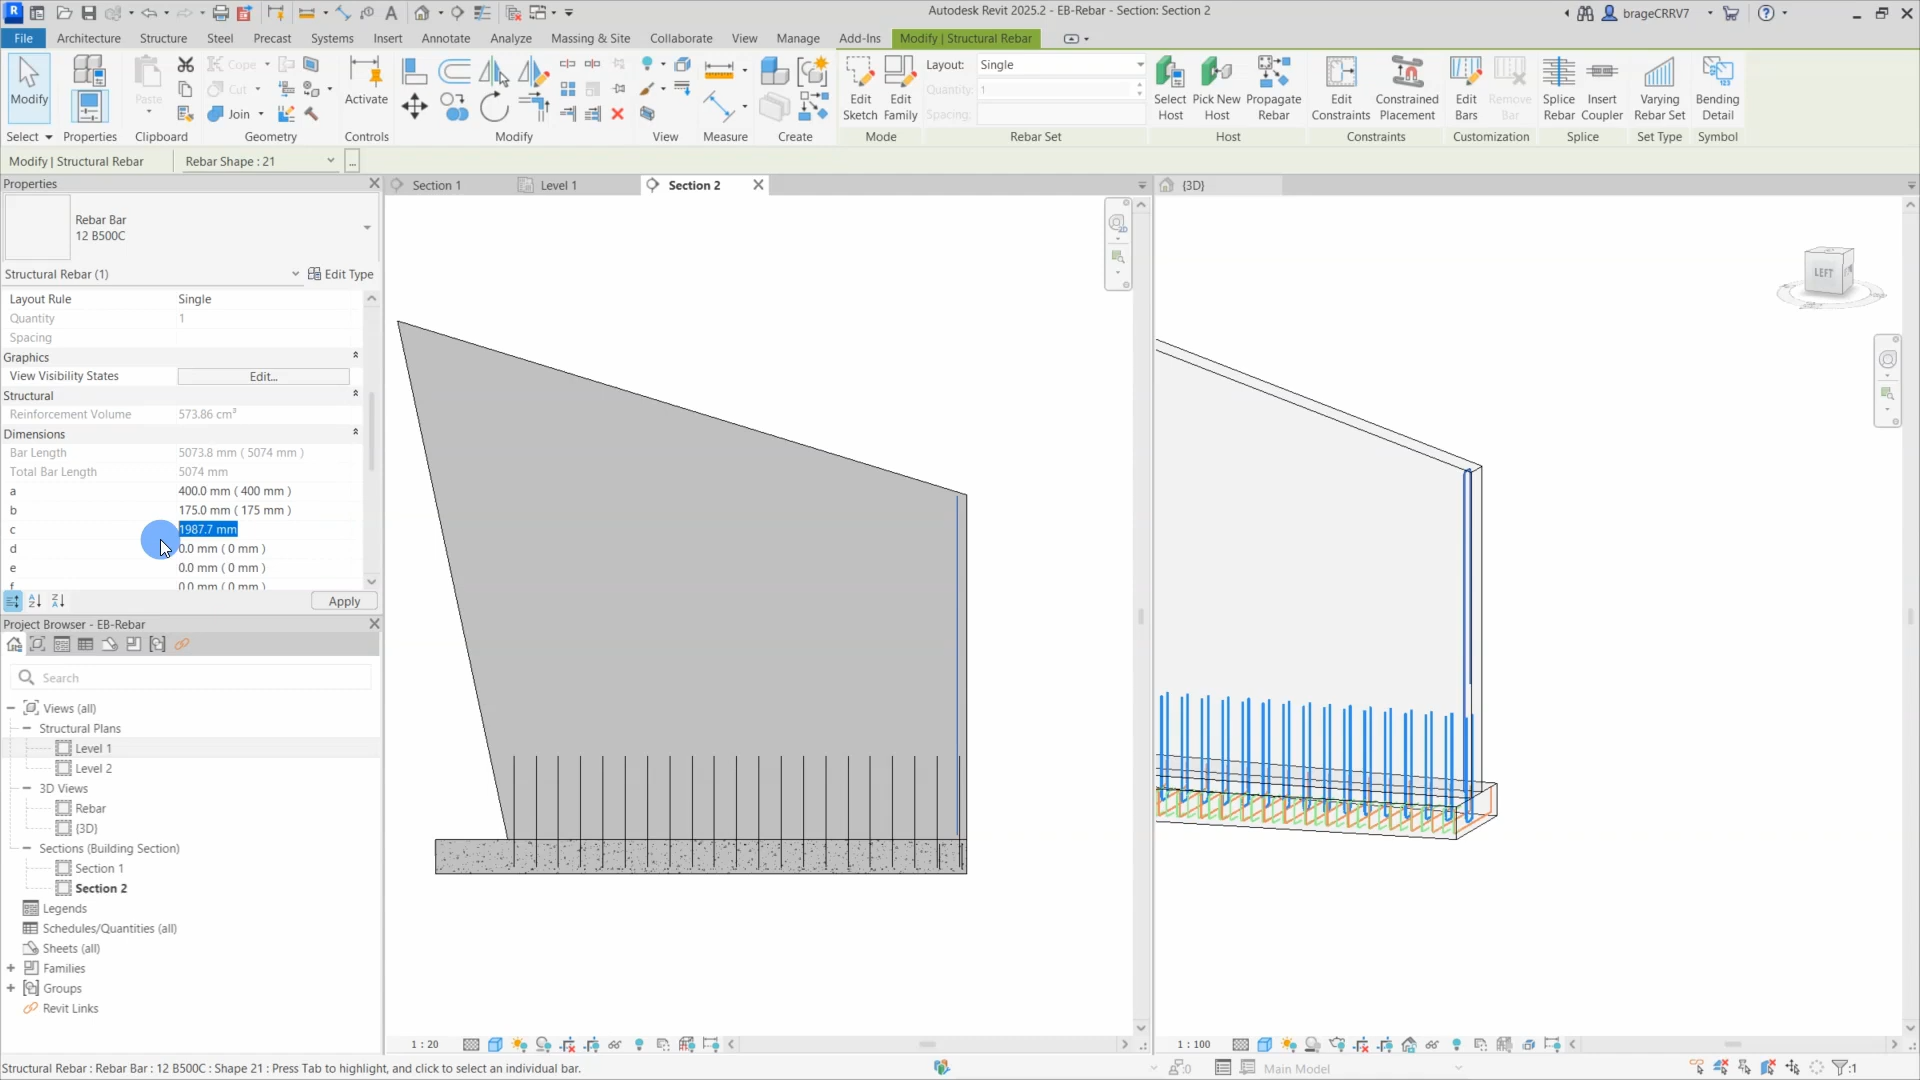 Autodesk Revit 2025.2 - EB-Rebar - Section: Section 2
brageCRRV7
File Architecture Structure Steel Precast Systems Insert Annotate Analyze Massing & Site Collaborate View Manage Add-Ins Modify | Structural Rebar
Modify
Paste
Cope
Cut
Join
Activate
Edit Sketch
Edit Family
Layout: Single
Quantity: 1
Spacing:
Select Host
Pick New Host
Propagate Rebar
Edit Constraints
Constrained Placement
Edit Bars
Remove Bar
Splice Rebar
Insert Coupler
Varying Rebar Set
Bending Detail
Select Properties Clipboard Geometry Controls Modify View Measure Create Mode Rebar Set Host Constraints Customization Splice Set Type Symbol
Modify | Structural Rebar Rebar Shape : 21 ...
Properties
Rebar Bar
12 B500C
Structural Rebar (1) Edit Type
Layout Rule Single
Quantity 1
Spacing
Graphics
View Visibility States Edit...
Structural
Reinforcement Volume 573.86 cm³
Dimensions
Bar Length 5073.8 mm ( 5074 mm )
Total Bar Length 5074 mm
a 400.0 mm ( 400 mm )
b 175.0 mm ( 175 mm )
c 1987.7 mm
d 0.0 mm ( 0 mm )
e 0.0 mm ( 0 mm )
f 0.0 mm ( 0 mm )
Apply
Project Browser - EB-Rebar
Search
Views (all)
Structural Plans
Level 1
Level 2
3D Views
Rebar
{3D}
Sections (Building Section)
Section 1
Section 2
Legends
Schedules/Quantities (all)
Sheets (all)
Families
Groups
Revit Links
Section 1 Level 1 Section 2
{3D}
2D
LEFT
1 : 20
1 : 100
Structural Rebar : Rebar Bar : 12 B500C : Shape 21 : Press Tab to highlight, and click to select an individual bar.
:0
Main Model
:1